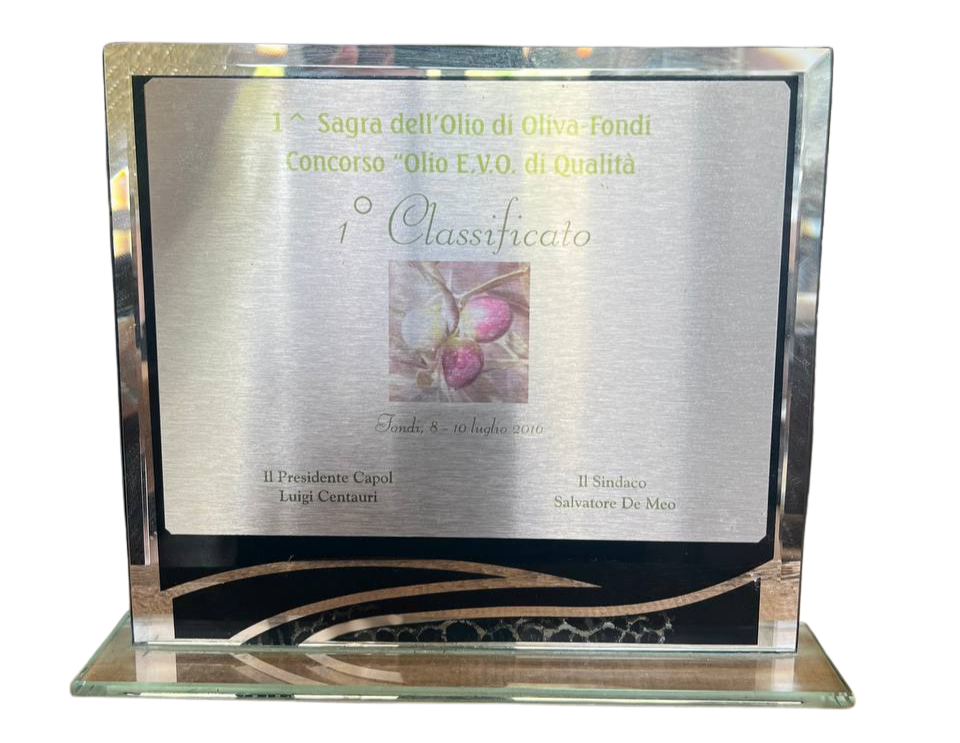 1^ Sagra dell'Olio di Oliva-Fondi
Concorso "Olio E.V.O. di Qualità
1° Classificato
Fondi, 8 - 10 luglio 2016
Il Presidente Capol
Luigi Centauri
Il Sindaco
Salvatore De Meo